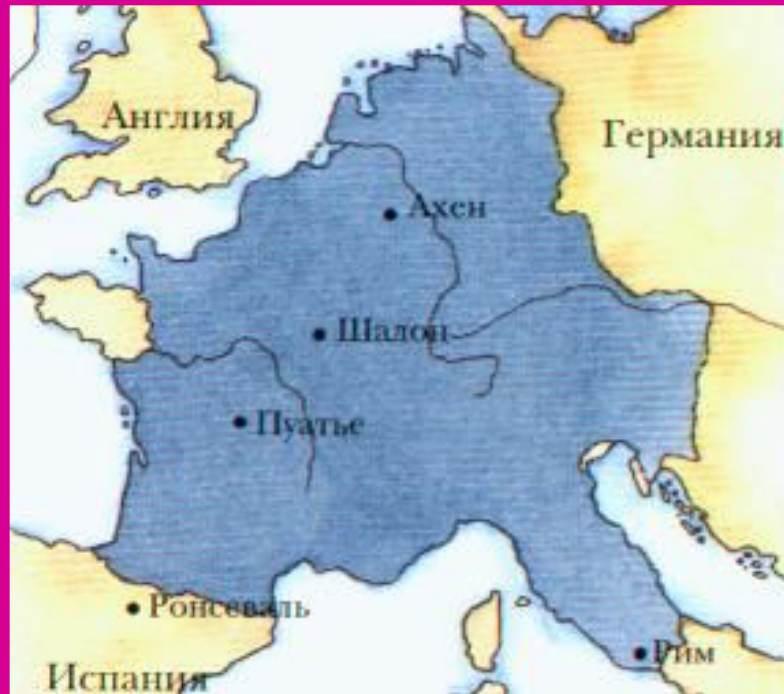 Англия
Германия
Ахен
Шалон
Пуатье
Ронсеваль
Рим
Испания